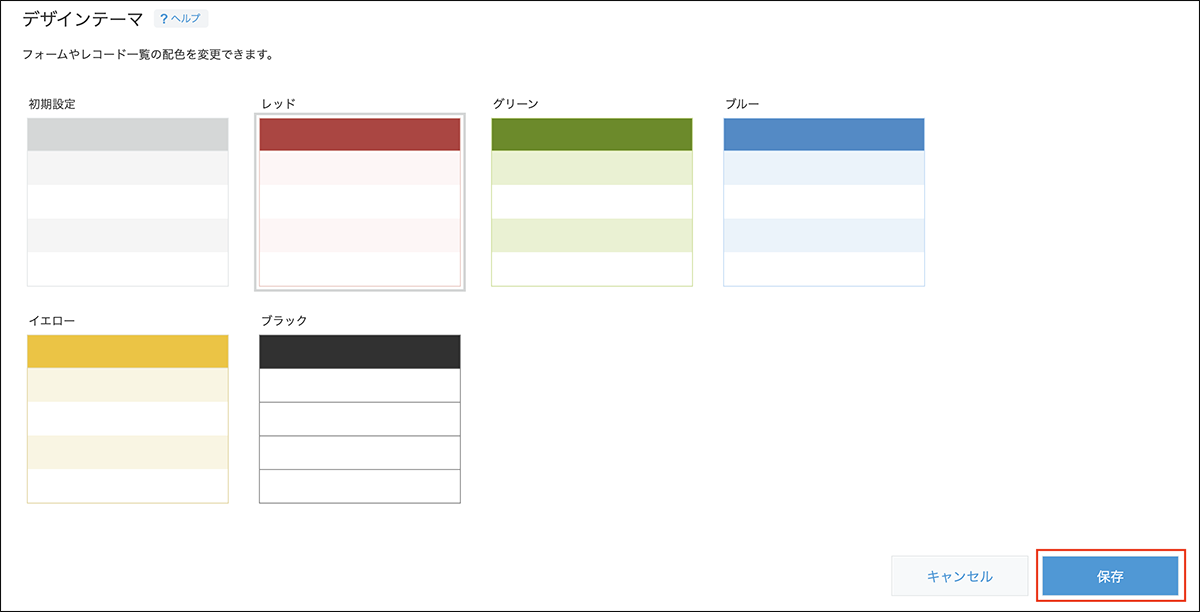 デザインテーマ ?ヘルプ
フォームやレコード一覧の配色を変更できます。
初期設定 レッド グリーン ブルー
イエロー ブラック
キャンセル 保存